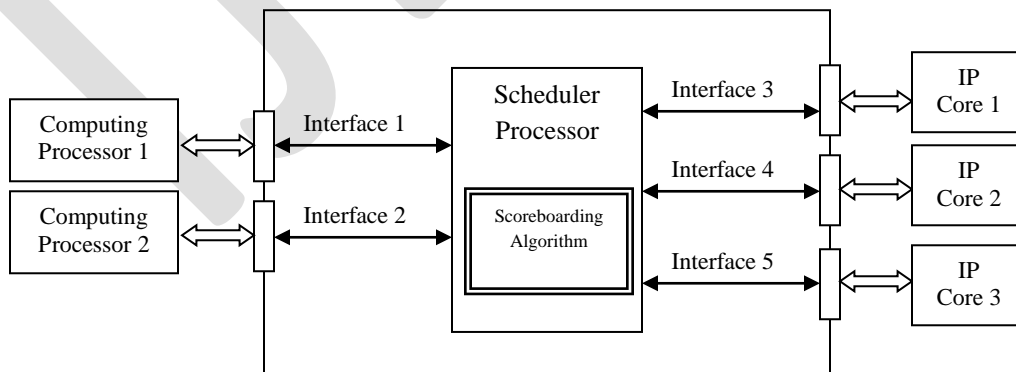 Computing
Processor 1
Computing
Processor 2
Interface 1
Interface 2
Scheduler
Processor
Scoreboarding
Algorithm
Interface 3
Interface 4
Interface 5
IP
Core 1
IP
Core 2
IP
Core 3